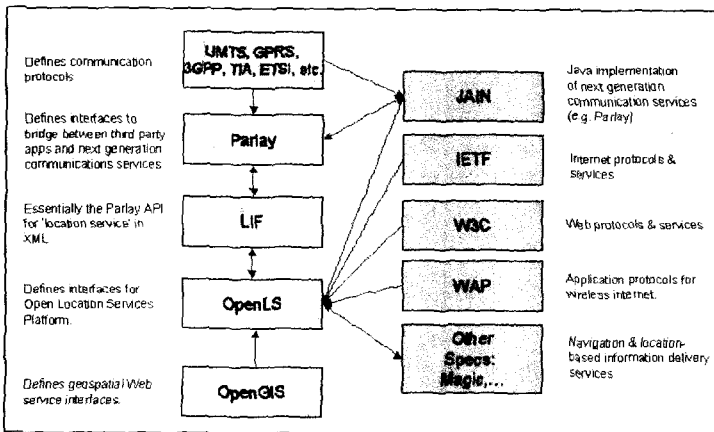 Defines communication
protocols
UMTS, GPRS,
3GPP, TIA, ETSI, etc.
Defines interfaces to
bridge between third party
apps and next generation
communications services
Parlay
Essentially the Parlay API
for 'location service' in
XML
LIF
Defines interfaces for
Open Location Services
Platform.
OpenLS
Defines geospatial Web
service interfaces.
OpenGIS
JAIN
Java implementation
of next generation
communication services
(e.g. Parlay)
IETF
Internet protocols &
services
W3C
Web protocols & services
WAP
Application protocols for
wireless internet.
Other
Specs:
Magic,...
Navigation & location-
based information delivery
services